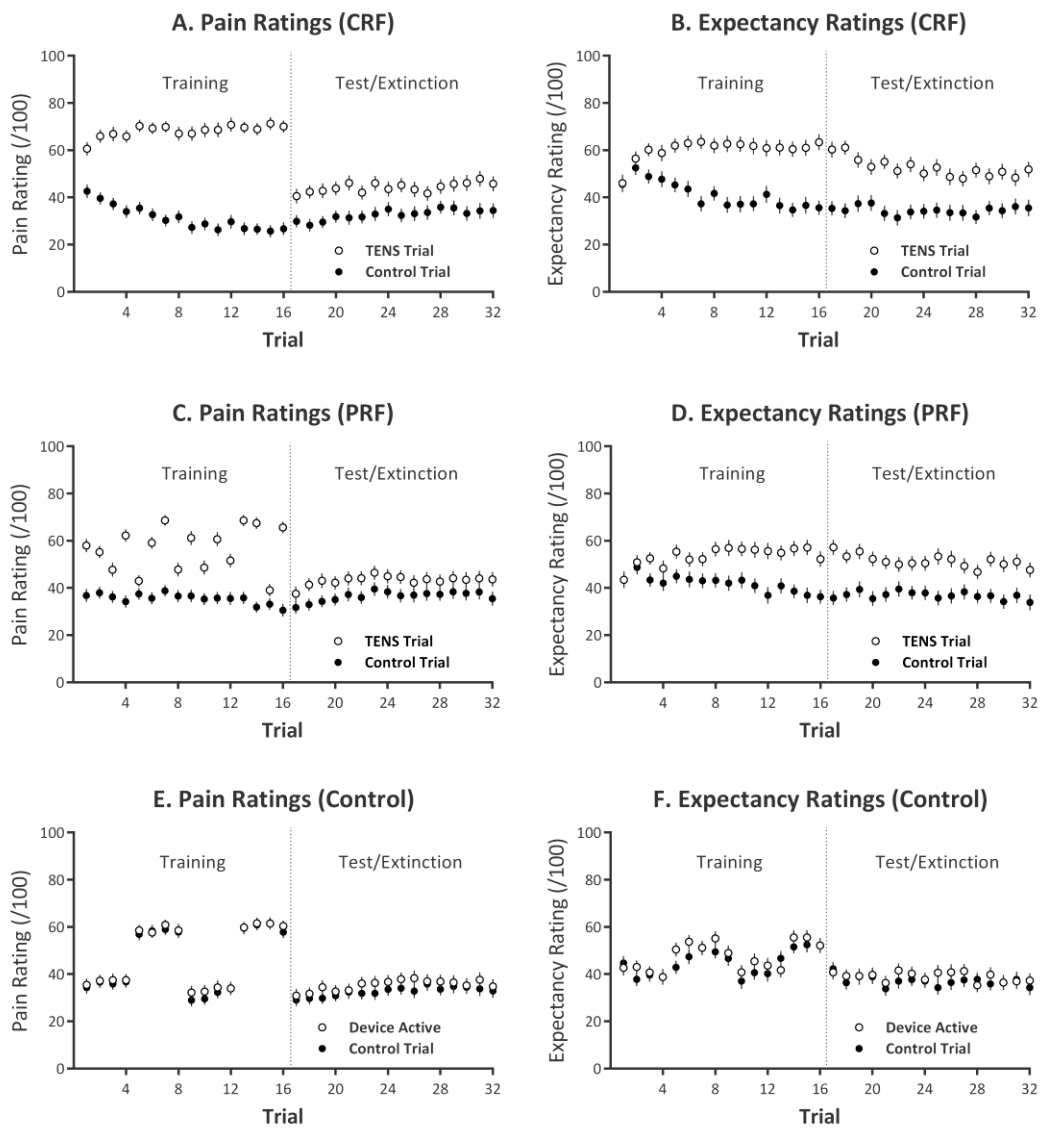 A. Pain Ratings (CRF)
Pain Rating (/100)
100
80
60
40
20
0
Training
Test/Extinction
TENS Trial
Control Trial
4 8 12 16 20 24 28 32
Trial
B. Expectancy Ratings (CRF)
Expectancy Rating (/100)
100
80
60
40
20
0
Training
Test/Extinction
TENS Trial
Control Trial
4 8 12 16 20 24 28 32
Trial
C. Pain Ratings (PRF)
Pain Rating (/100)
100
80
60
40
20
0
Training
Test/Extinction
TENS Trial
Control Trial
4 8 12 16 20 24 28 32
Trial
D. Expectancy Ratings (PRF)
Expectancy Rating (/100)
100
80
60
40
20
0
Training
Test/Extinction
TENS Trial
Control Trial
4 8 12 16 20 24 28 32
Trial
E. Pain Ratings (Control)
Pain Rating (/100)
100
80
60
40
20
0
Training
Test/Extinction
Device Active
Control Trial
4 8 12 16 20 24 28 32
Trial
F. Expectancy Ratings (Control)
Expectancy Rating (/100)
100
80
60
40
20
0
Training
Test/Extinction
Device Active
Control Trial
4 8 12 16 20 24 28 32
Trial